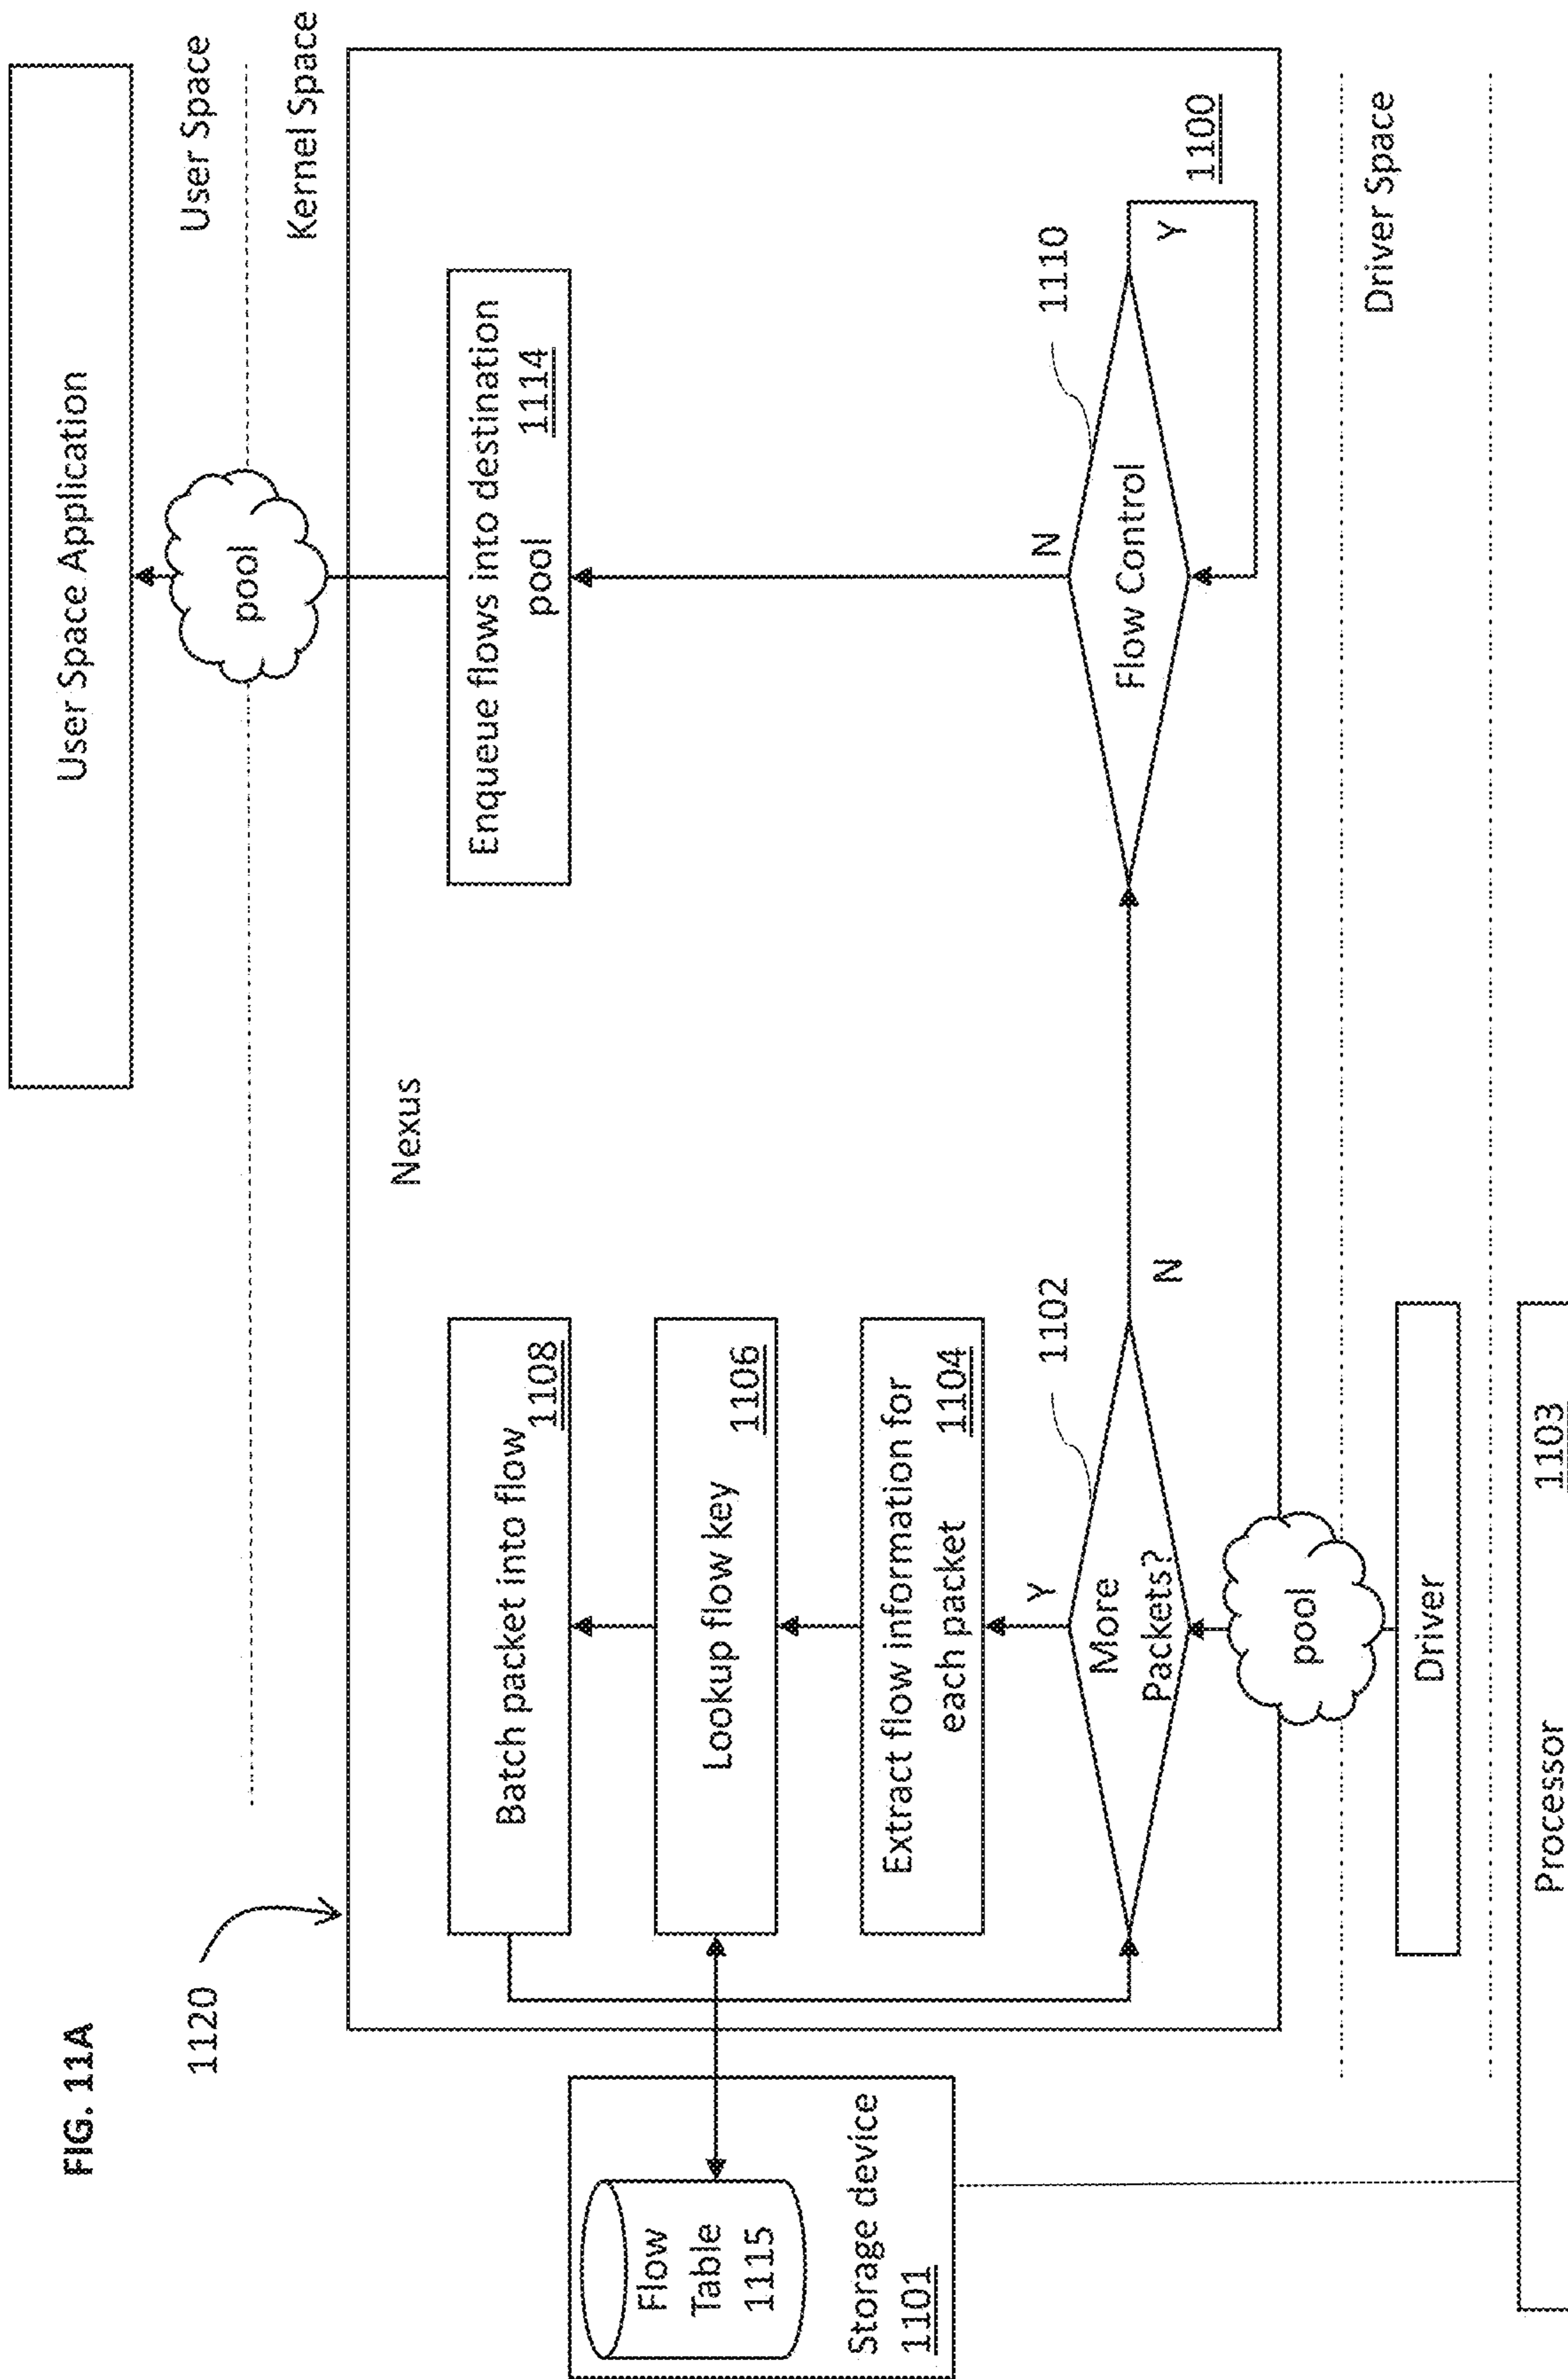 FIG. 11A
1120
User Space Application
User Space
pool
Kernel Space
Nexus
Batch packet into flow
1108
Enqueue flows into destination
pool
1114
Flow
Table
1115
Storage device
1101
Lookup flow key
1106
Extract flow information for
each packet
1104
Y
1102
N
1110
More
Packets?
N
Flow Control
Y
1100
pool
Driver Space
Driver
Processor
1103